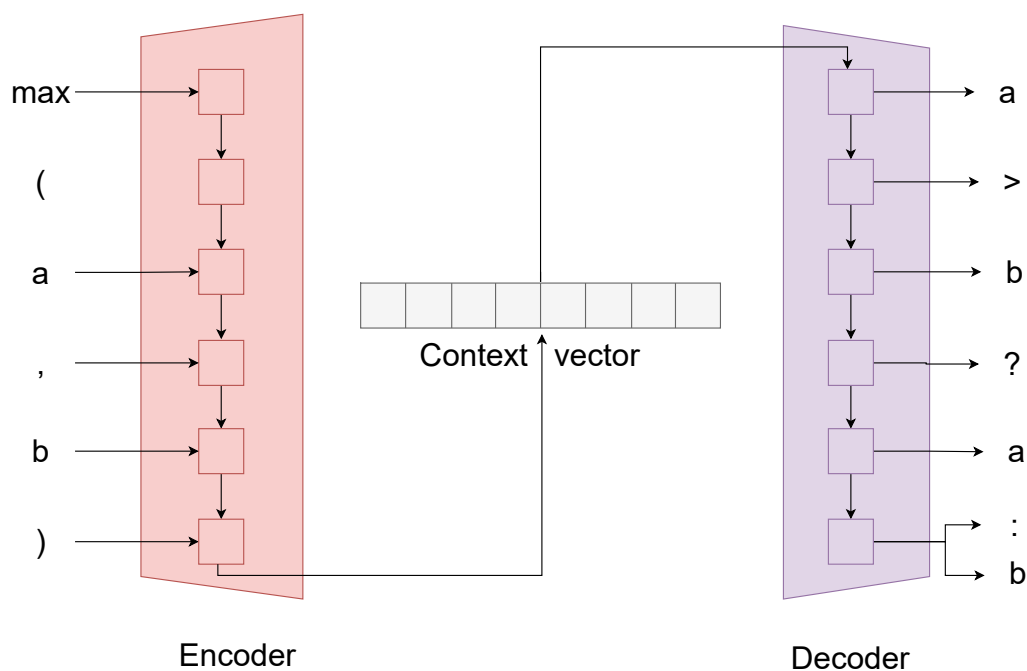 max
(
a
,
b
)
Encoder
Context vector
a
>
b
?
a
:
b
Decoder